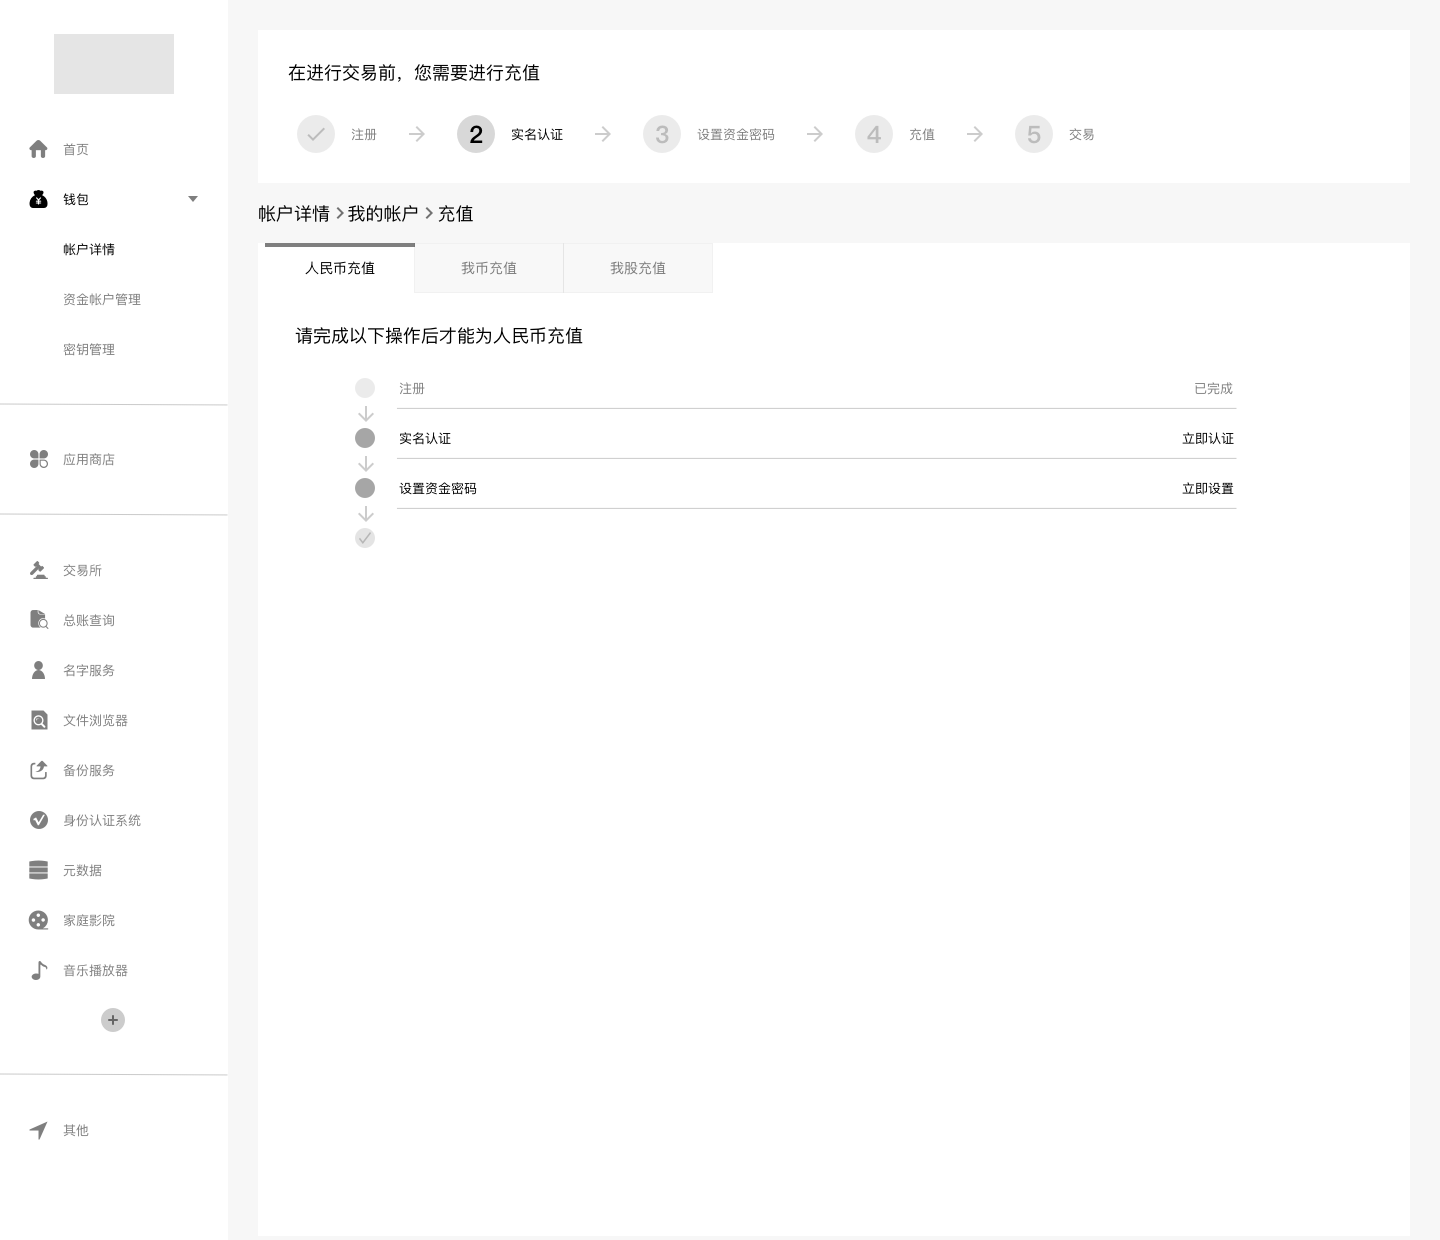 首页
钱包
帐户详情
资金帐户管理
密钥管理
应用商店
交易所
总账查询
名字服务
文件浏览器
备份服务
身份认证系统
元数据
家庭影院
音乐播放器
其他
在进行交易前，您需要进行充值
注册 2 实名认证 3 设置资金密码 4 充值 5 交易
帐户详情 > 我的帐户 > 充值
人民币充值 我币充值 我股充值
请完成以下操作后才能为人民币充值
注册 已完成
实名认证 立即认证
设置资金密码 立即设置